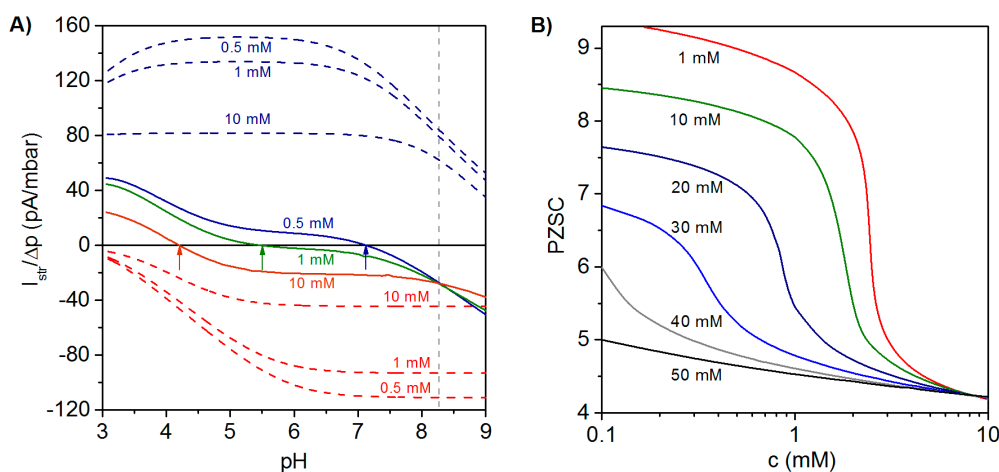 A)
I_str/Δp (pA/mbar)
160
120
80
40
0
-40
-80
-120
0.5 mM
1 mM
10 mM
0.5 mM
1 mM
10 mM
10 mM
1 mM
0.5 mM
3 4 5 6 7 8 9
pH
B)
PZSC
9
8
7
6
5
4
1 mM
10 mM
20 mM
30 mM
40 mM
50 mM
0.1 1 10
c (mM)